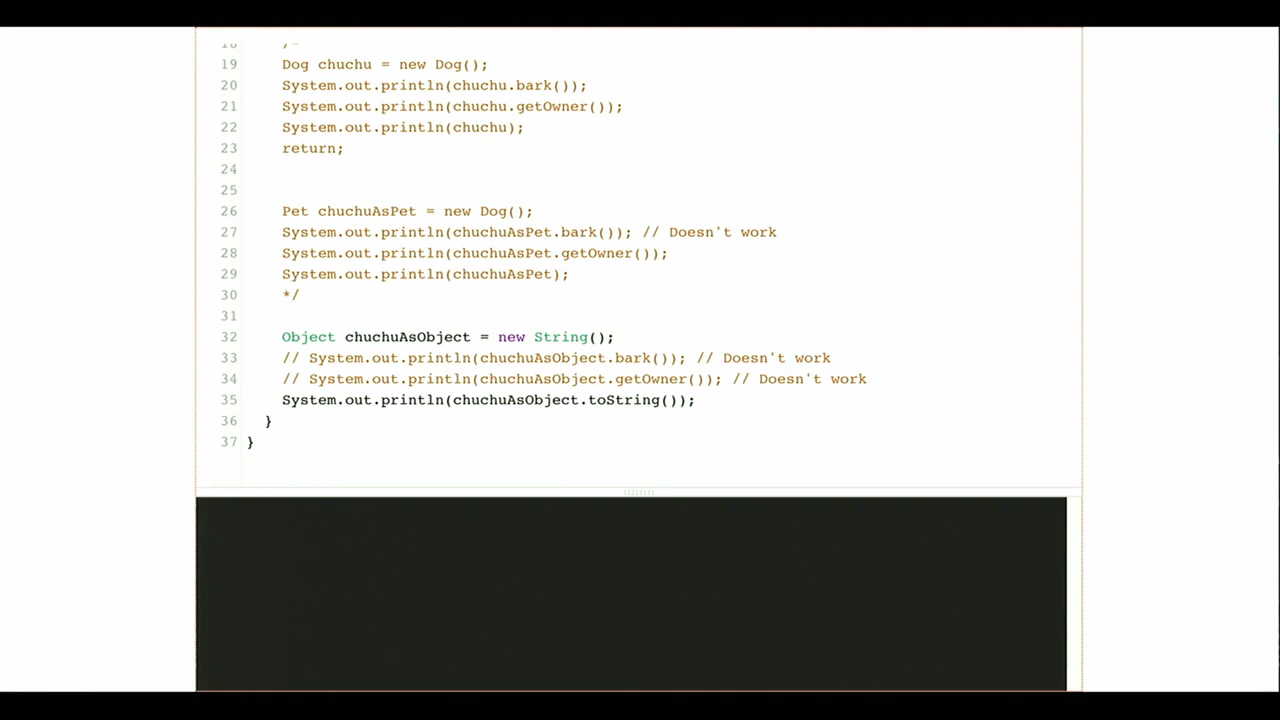 18 /*
19 Dog chuchu = new Dog();
20 System.out.println(chuchu.bark());
21 System.out.println(chuchu.getOwner());
22 System.out.println(chuchu);
23 return;
24
25
26 Pet chuchuAsPet = new Dog();
27 System.out.println(chuchuAsPet.bark()); // Doesn't work
28 System.out.println(chuchuAsPet.getOwner());
29 System.out.println(chuchuAsPet);
30 */
31
32 Object chuchuAsObject = new String();
33 // System.out.println(chuchuAsObject.bark()); // Doesn't work
34 // System.out.println(chuchuAsObject.getOwner()); // Doesn't work
35 System.out.println(chuchuAsObject.toString());
36 }
37 }